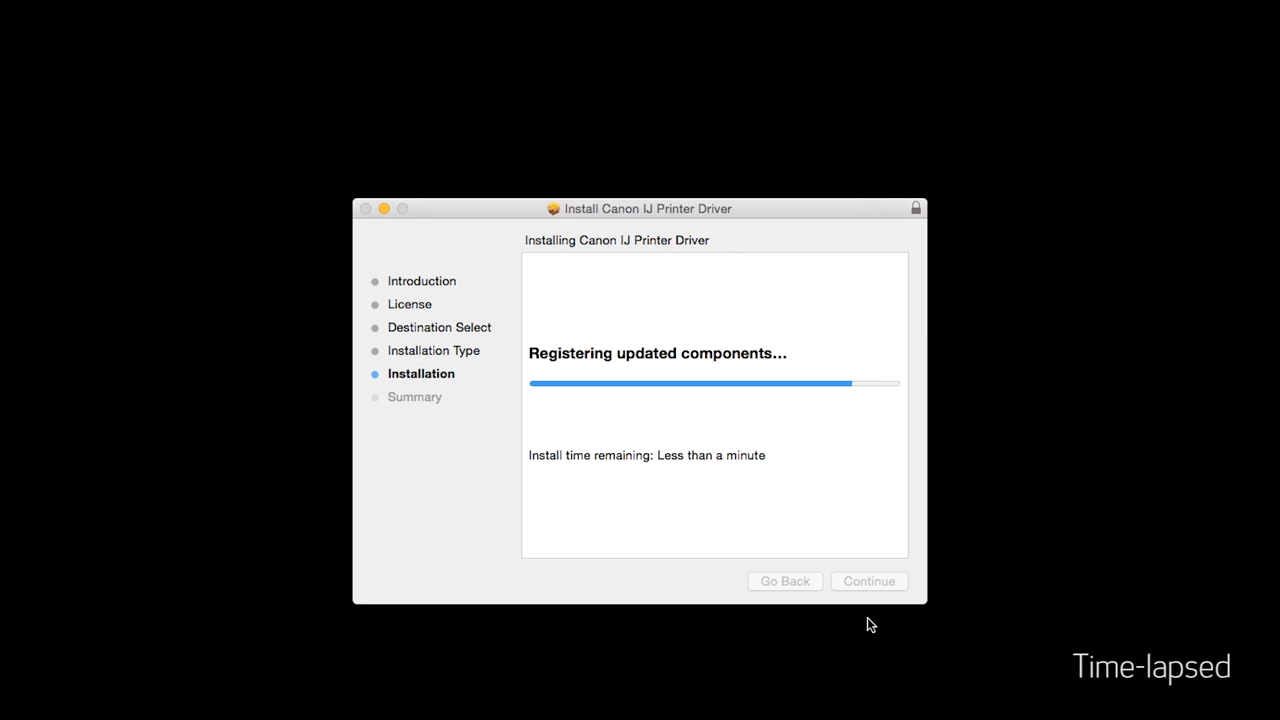 Install Canon IJ Printer Driver
Installing Canon IJ Printer Driver
Introduction
License
Destination Select
Installation Type
Installation
Summary
Registering updated components...
Install time remaining: Less than a minute
Go Back
Continue
Time-lapsed